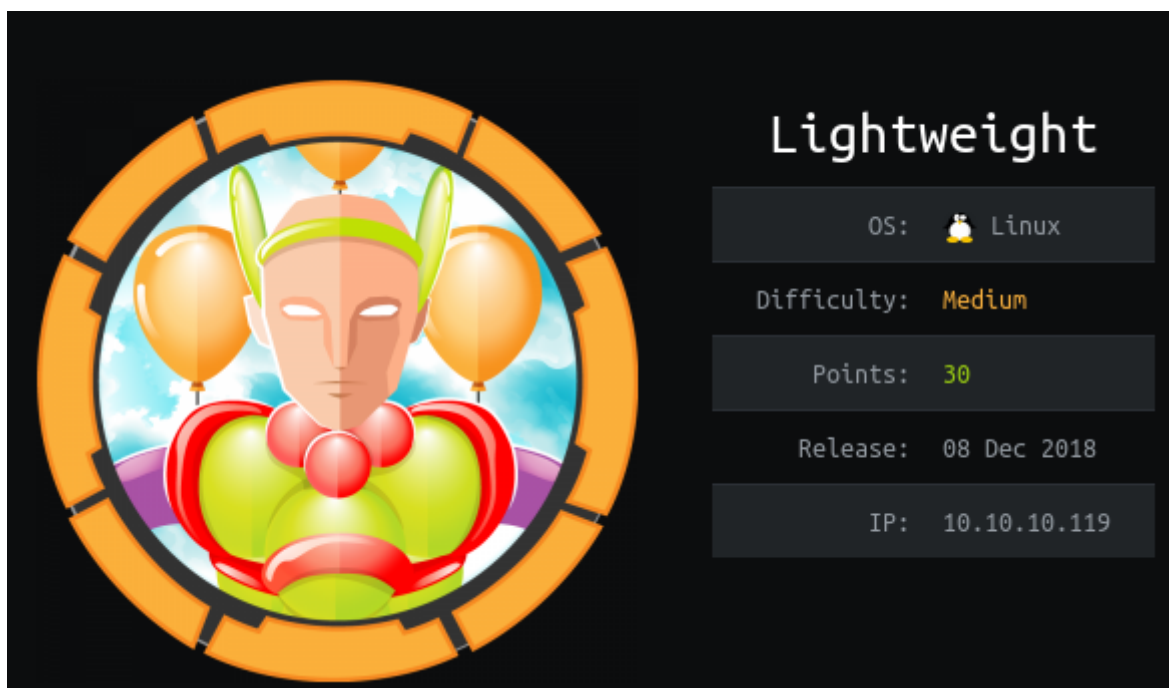 Lightweight
OS: Linux
Difficulty: Medium
Points: 30
Release: 08 Dec 2018
IP: 10.10.10.119